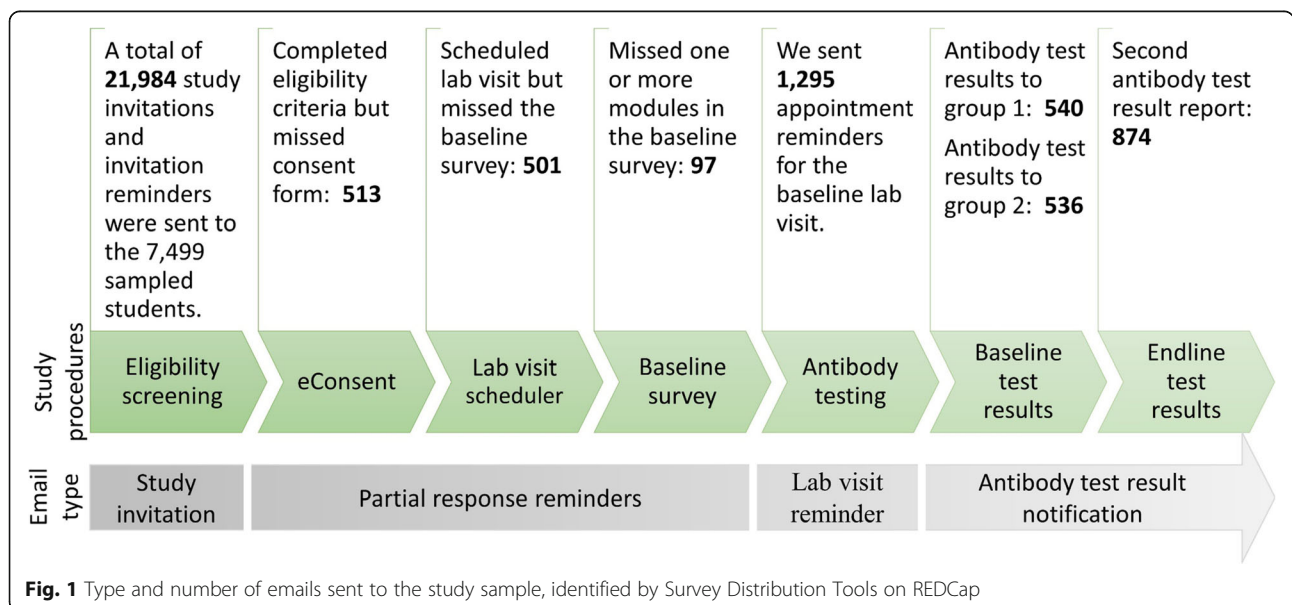 A total of
21,984 study
invitations
and
invitation
reminders
were sent to
the 7,499
sampled
students.
Completed
eligibility
criteria but
missed
consent
form: 513
Scheduled
lab visit but
missed the
baseline
survey: 501
Missed one
or more
modules in
the baseline
survey: 97
We sent
1,295
appointment
reminders
for the
baseline lab
visit.
Antibody test
results to
group 1: 540
Antibody test
results to
group 2: 536
Second
antibody test
result report:
874
Study
procedures
Eligibility
screening
eConsent
Lab visit
scheduler
Baseline
survey
Antibody
testing
Baseline
test
results
Endline
test
results
Email
type
Study
invitation
Partial response reminders
Lab visit
reminder
Antibody test result
notification
Fig. 1 Type and number of emails sent to the study sample, identified by Survey Distribution Tools on REDCap